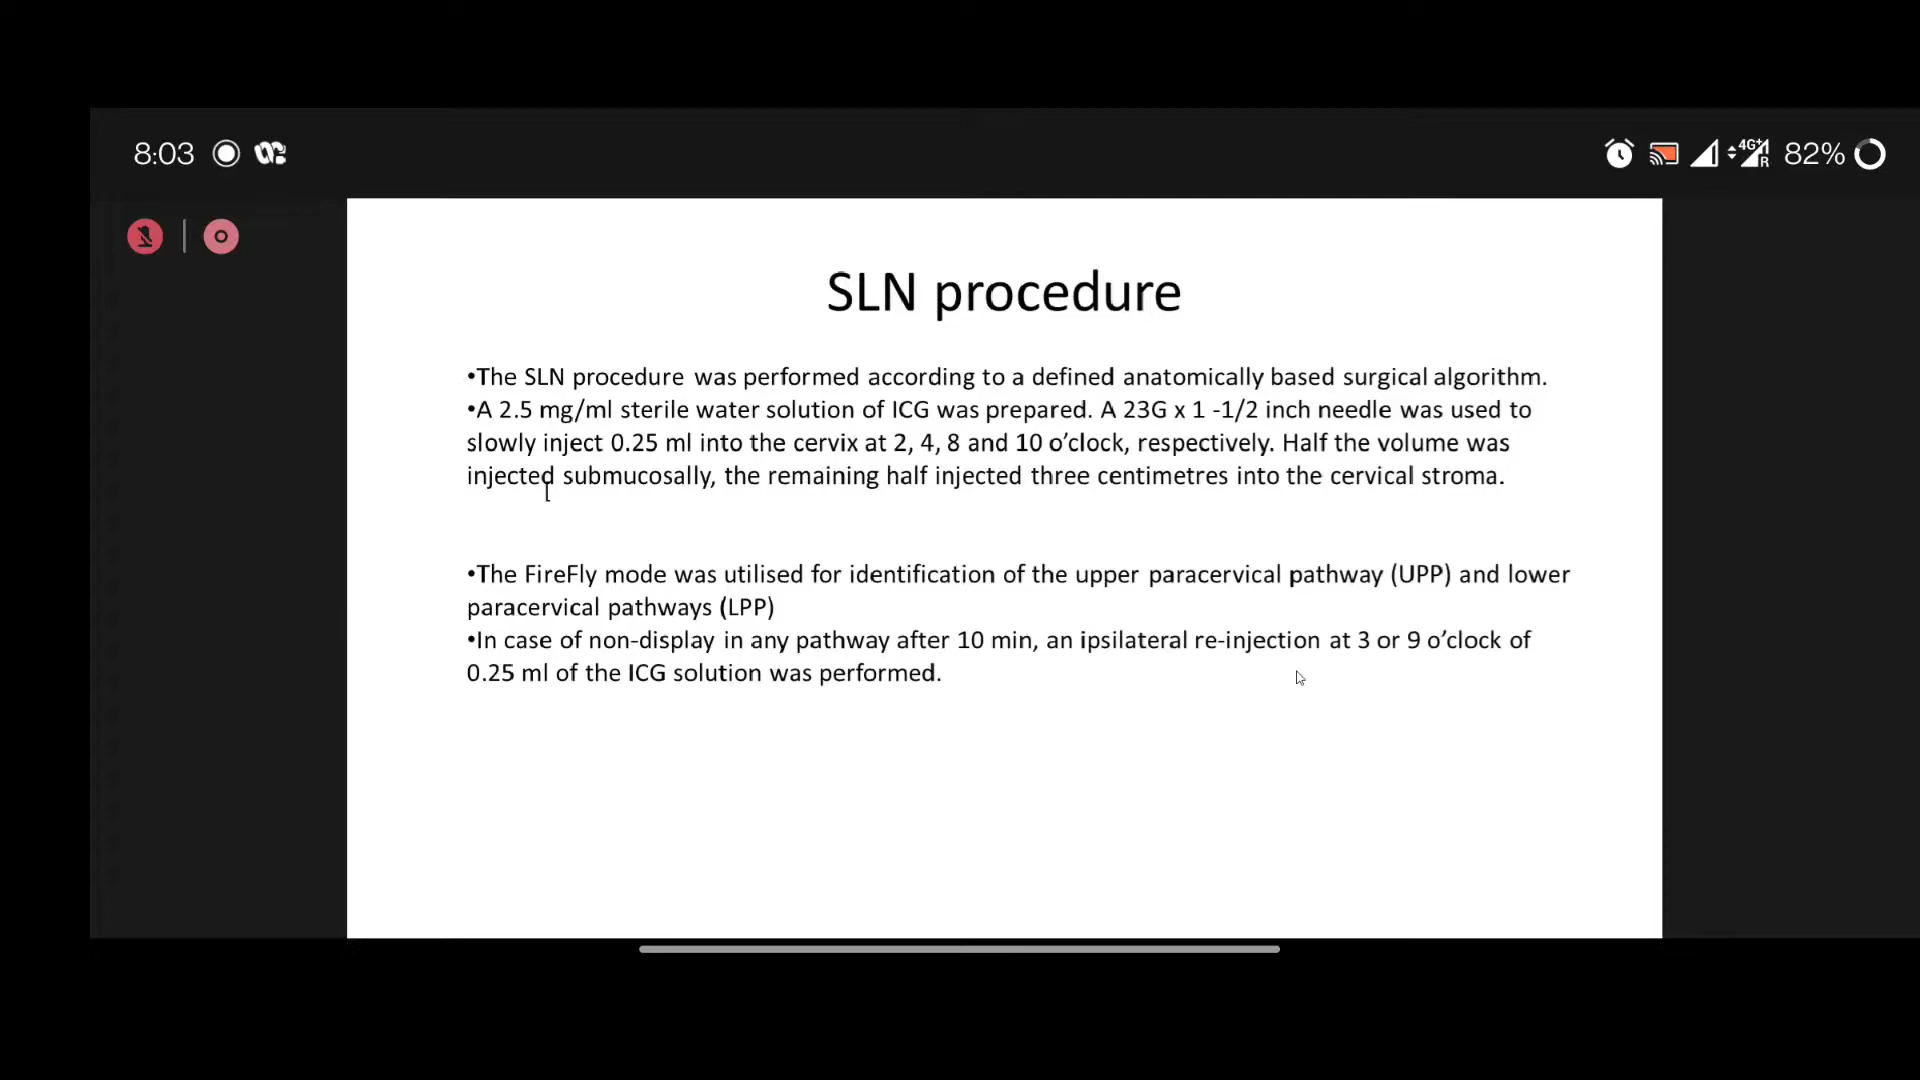 8:03
4G+
R
82%
SLN procedure
•The SLN procedure was performed according to a defined anatomically based surgical algorithm.
•A 2.5 mg/ml sterile water solution of ICG was prepared. A 23G x 1 -1/2 inch needle was used to
slowly inject 0.25 ml into the cervix at 2, 4, 8 and 10 o’clock, respectively. Half the volume was
injected submucosally, the remaining half injected three centimetres into the cervical stroma.
•The FireFly mode was utilised for identification of the upper paracervical pathway (UPP) and lower
paracervical pathways (LPP)
•In case of non-display in any pathway after 10 min, an ipsilateral re-injection at 3 or 9 o’clock of
0.25 ml of the ICG solution was performed.